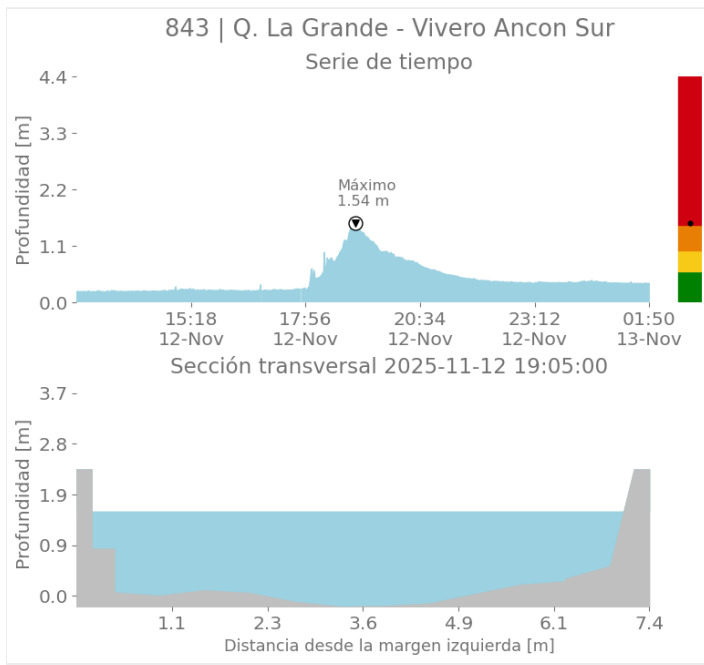 843 | Q. La Grande - Vivero Ancon Sur
Serie de tiempo
Profundidad [m]
4.4
3.3
2.2
1.1
0.0
Máximo
1.54 m
15:18 17:56 20:34 23:12 01:50
12-Nov 12-Nov 12-Nov 12-Nov 13-Nov
Sección transversal 2025-11-12 19:05:00
Profundidad [m]
3.7
2.8
1.9
0.9
0.0
1.1 2.3 3.6 4.9 6.1 7.4
Distancia desde la margen izquierda [m]